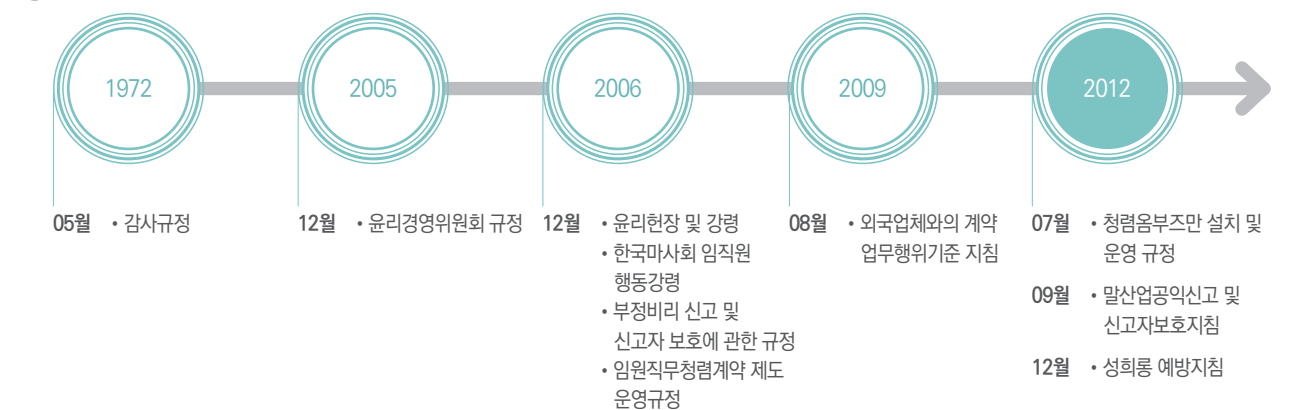 1972
05월 • 감사규정
2005
12월 • 윤리경영위원회 규정
2006
12월 • 윤리헌장 및 강령
• 한국마사회 임직원
행동강령
• 부정비리 신고 및
신고자 보호에 관한 규정
• 임원직무청렴계약 제도
운영규정
2009
08월 • 외국업체와의 계약
업무행위기준 지침
2012
07월 • 청렴옴부즈만 설치 및
운영 규정
09월 • 말산업공익신고 및
신고자보호지침
12월 • 성희롱 예방지침